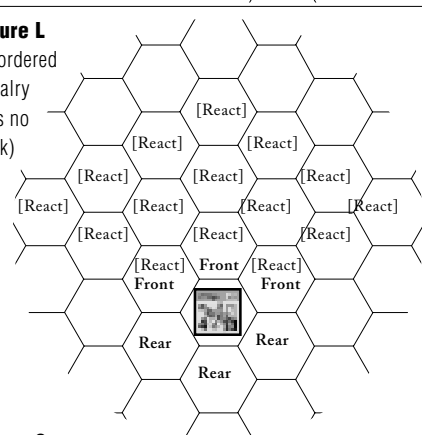 ure L
ordered
alry
s no
k)
[React]
[React] [React]
[React] [React] [React]
[React] [React] [React] [React]
[React] [React] [React]
[React] Front [React]
Front Front
Rear Rear
Rear